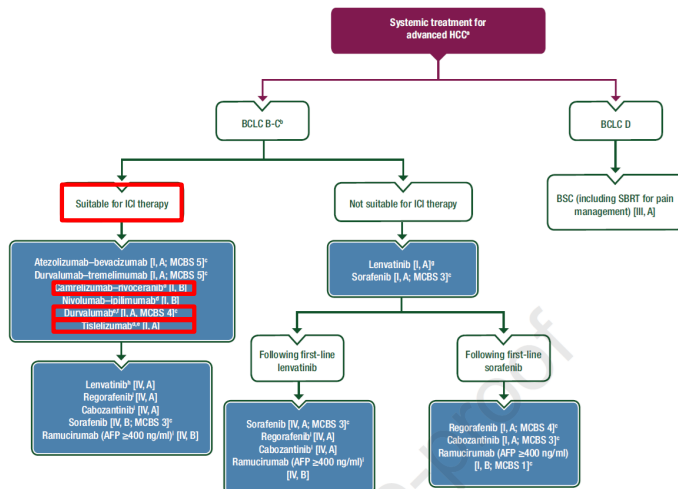 Systemic treatment for
advanced HCCᵃ
BCLC B-Cᵇ
BCLC D
Suitable for ICI therapy
Not suitable for ICI therapy
BSC (including SBRT for pain
management) [III, A]
Atezolizumab–bevacizumab [I, A; MCBS 5]ᶜ
Durvalumab–tremelimumab [I, A; MCBS 5]ᶜ
Camrelizumab–rivoceranibᵈ [I, B]
Nivolumab–ipilimumabᵈ [I, B]
Durvalumabᵉ,ᶠ [I, A, MCBS 4]ᶜ
[I, A]
Lenvatinib [I, A]ᵍ
Sorafenib [I, A; MCBS 3]ᶜ
Following first-line
lenvatinib
Following first-line
sorafenib
Lenvatinibʰ [IV, A]
Regorafenibⁱ [IV, A]
Cabozantinibⁱ [IV, A]
Sorafenib [IV, B; MCBS 3]ᶜ
Ramucirumab (AFP ≥400 ng/ml)ⁱ [IV, B]
Sorafenib [IV, A; MCBS 3]ᶜ
Regorafenibⁱ [IV, A]
Cabozantinibⁱ [IV, A]
Ramucirumab (AFP ≥400 ng/ml)ⁱ
[IV, B]
Regorafenib [I, A; MCBS 4]ᶜ
Cabozantinib [I, A; MCBS 3]ᶜ
Ramucirumab (AFP ≥400 ng/ml)
[I, B; MCBS 1]ᶜ